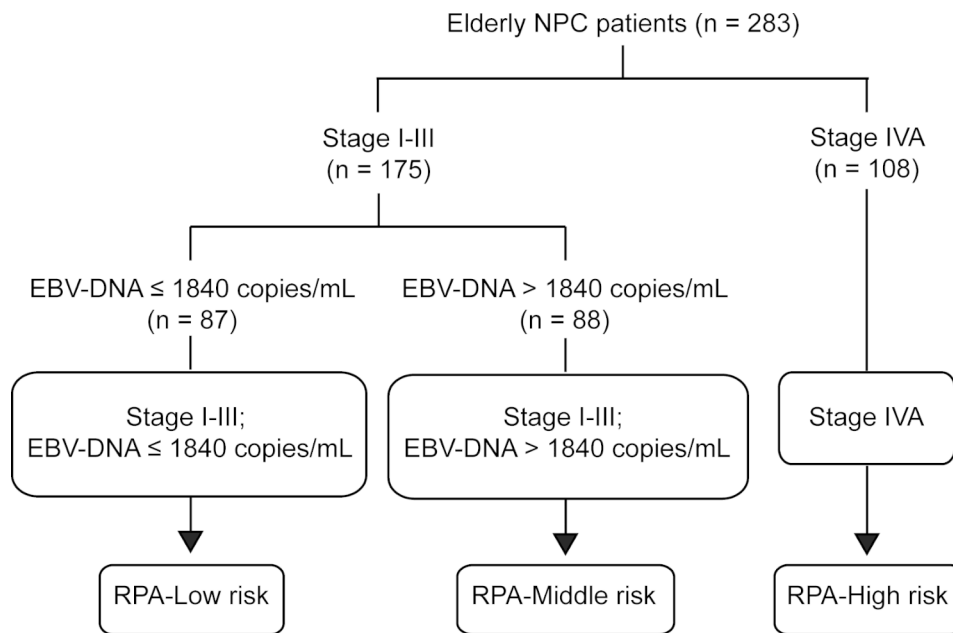 Elderly NPC patients (n = 283)
Stage I-III
(n = 175)
Stage IVA
(n = 108)
EBV-DNA ≤ 1840 copies/mL
(n = 87)
EBV-DNA > 1840 copies/mL
(n = 88)
Stage I-III;
EBV-DNA ≤ 1840 copies/mL
Stage I-III;
EBV-DNA > 1840 copies/mL
Stage IVA
RPA-Low risk
RPA-Middle risk
RPA-High risk